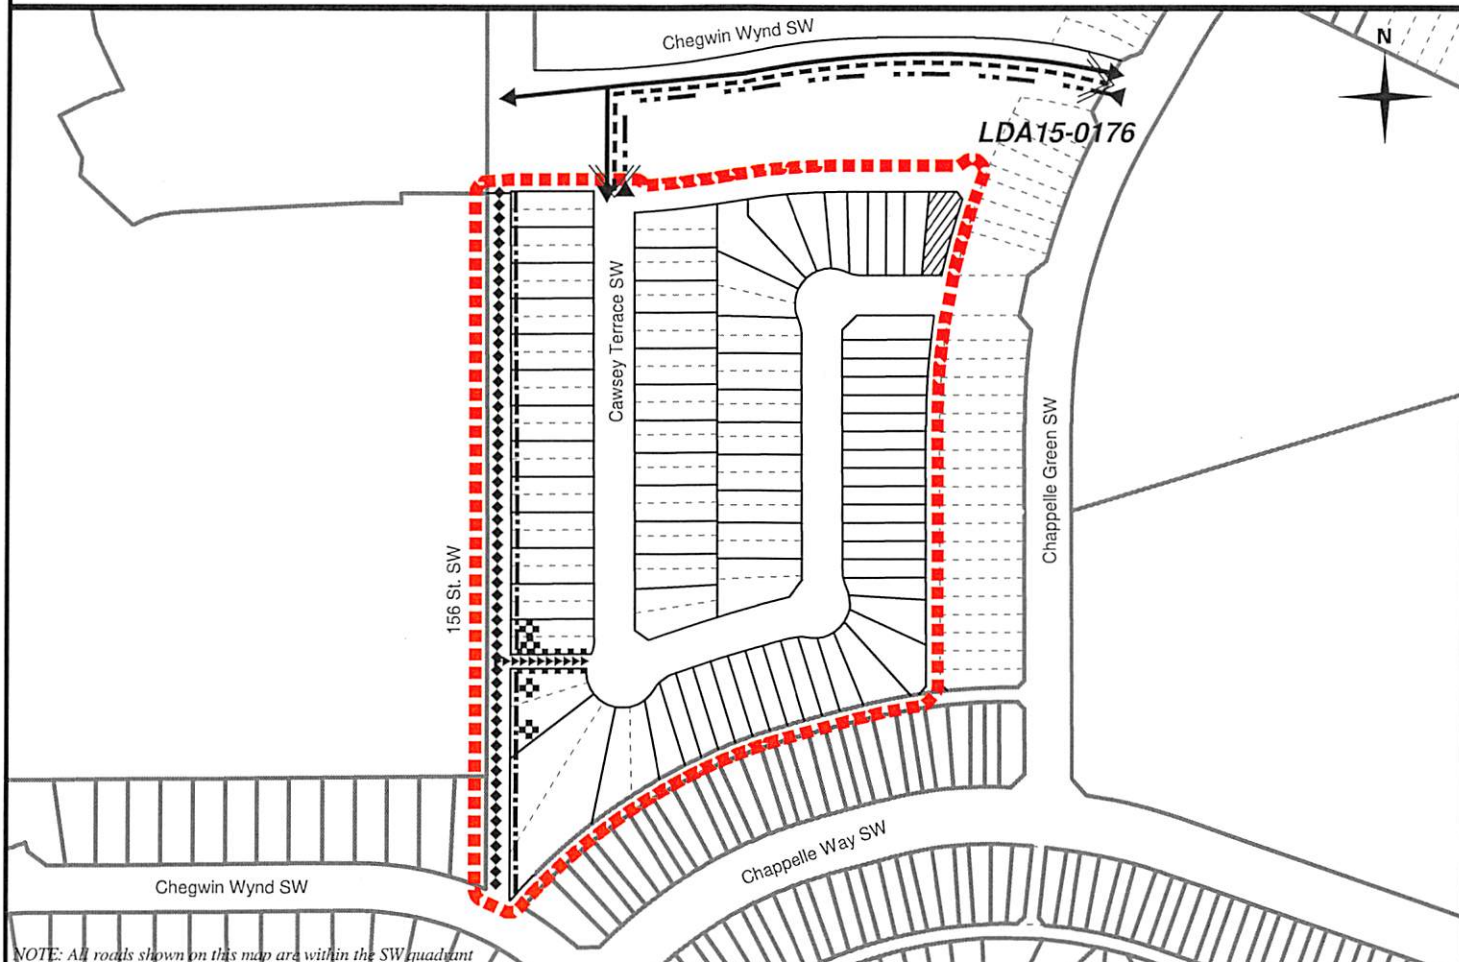 Chegwin Wynd SW
N
LDA15-0176
Cawsey Terrace SW
Chappelle Green SW
156 St. SW
Chappelle Way SW
Chegwin Wynd SW
NOTE: All roads shown on this map are within the SW quadrant